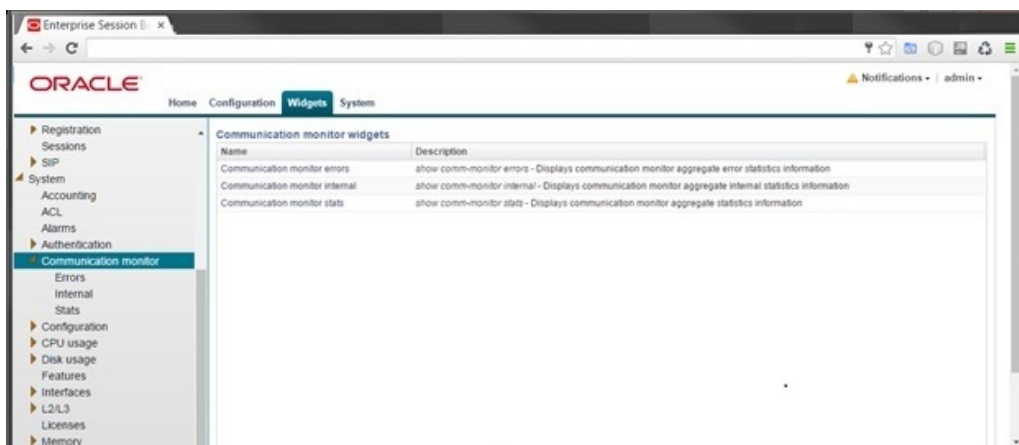 Enterprise Session B
ORACLE
Notifications admin
Home Configuration Widgets System
Registration
Sessions
SIP
System
Accounting
ACL
Alarms
Authentication
Communication monitor
Errors
Internal
Stats
Configuration
CPU usage
Disk usage
Features
Interfaces
L2/L3
Licenses
Memory
Communication monitor widgets
Name Description
Communication monitor errors show comm-monitor errors - Displays communication monitor aggregate error statistics information
Communication monitor internal show comm-monitor internal - Displays communication monitor aggregate internal statistics information
Communication monitor stats show comm-monitor stats - Displays communication monitor aggregate statistics information